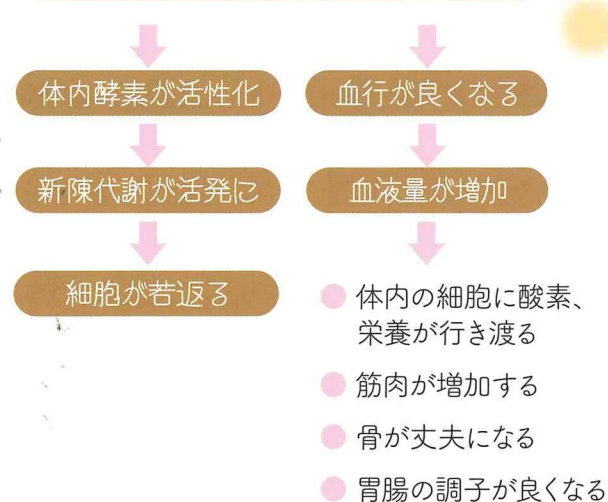 体内酵素が活性化
新陳代謝が活発に
細胞が若返る
血行が良くなる
血液量が増加
体内の細胞に酸素、
栄養が行き渡る
筋肉が増加する
骨が丈夫になる
胃腸の調子が良くなる